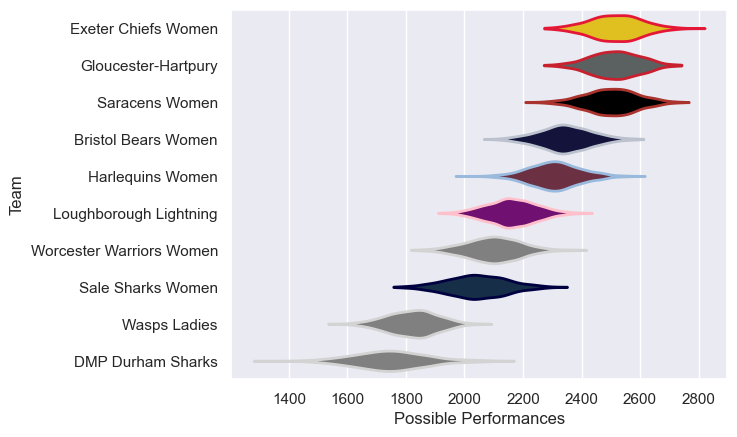 Exeter Chiefs Women
Gloucester-Hartpury
Saracens Women
Bristol Bears Women
Harlequins Women
Loughborough Lightning
Worcester Warriors Women
Sale Sharks Women
Wasps Ladies
DMP Durham Sharks
Team
1400 1600 1800 2000 2200 2400 2600 2800
Possible Performances